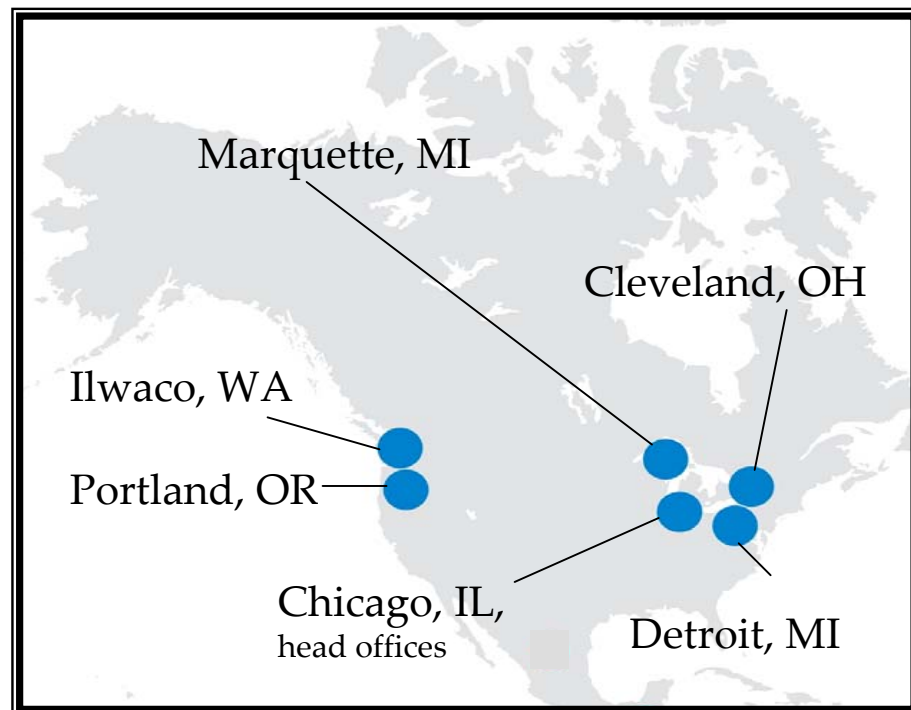 Marquette, MI
Cleveland, OH
Ilwaco, WA
Portland, OR
Chicago, IL,
head offices
Detroit, MI